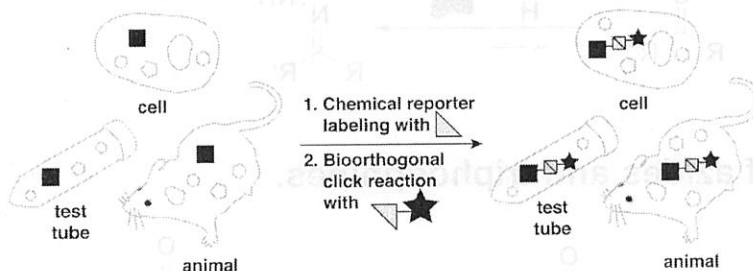 cell
test
tube
animal
1. Chemical reporter
labeling with
2. Bioorthogonal
click reaction
with
cell
test
tube
animal